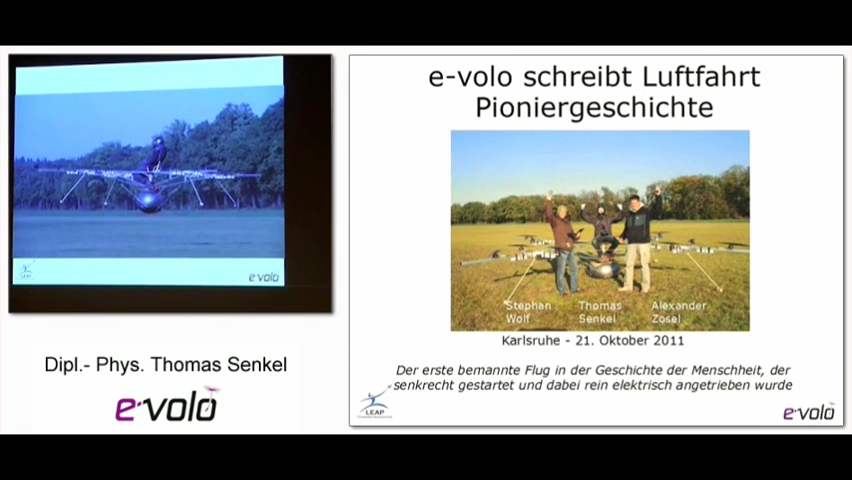 LEAP
e-volo
Dipl.- Phys. Thomas Senkel
e-volo
e-volo schreibt Luftfahrt
Pioniergeschichte
Stephan Thomas Alexander
Wolf Senkel Zosel
Karlsruhe - 21. Oktober 2011
Der erste bemannte Flug in der Geschichte der Menschheit, der
senkrecht gestartet und dabei rein elektrisch angetrieben wurde
LEAP
e-volo